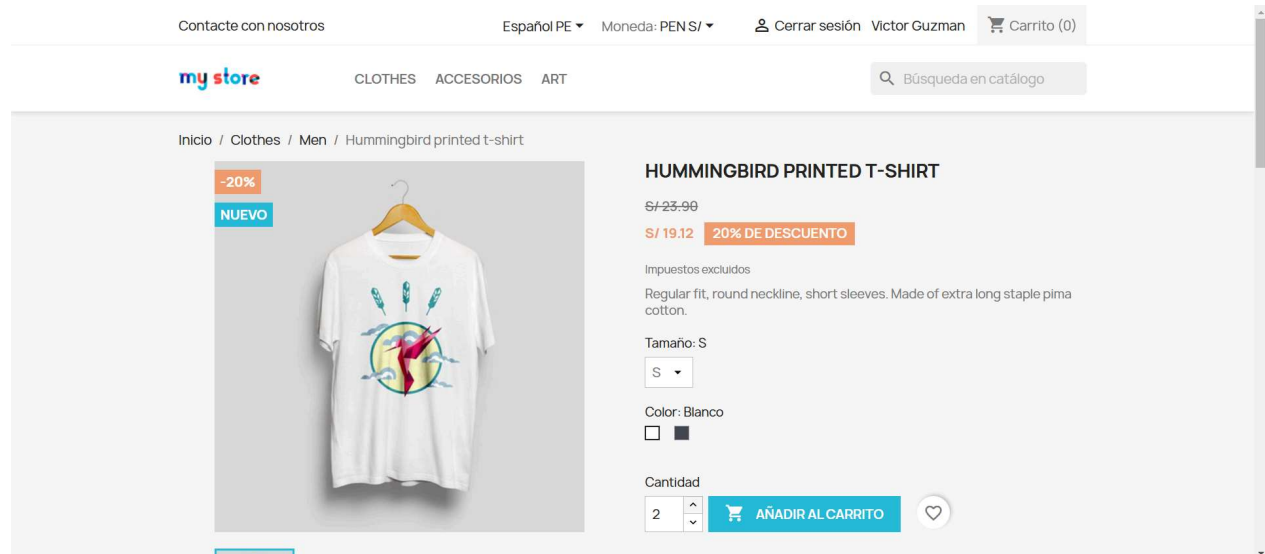 Contacte con nosotros
Español PE
Moneda: PEN S/
Cerrar sesión
Victor Guzman
Carrito (0)
my store
CLOTHES ACCESORIOS ART
Búsqueda en catálogo
Inicio / Clothes / Men / Hummingbird printed t-shirt
-20%
NUEVO
HUMMINGBIRD PRINTED T-SHIRT
S/ 23.90
S/ 19.12 20% DE DESCUENTO
Impuestos excluidos
Regular fit, round neckline, short sleeves. Made of extra long staple pima
cotton.
Tamaño: S
S
Color: Blanco
Cantidad
2
AÑADIR AL CARRITO